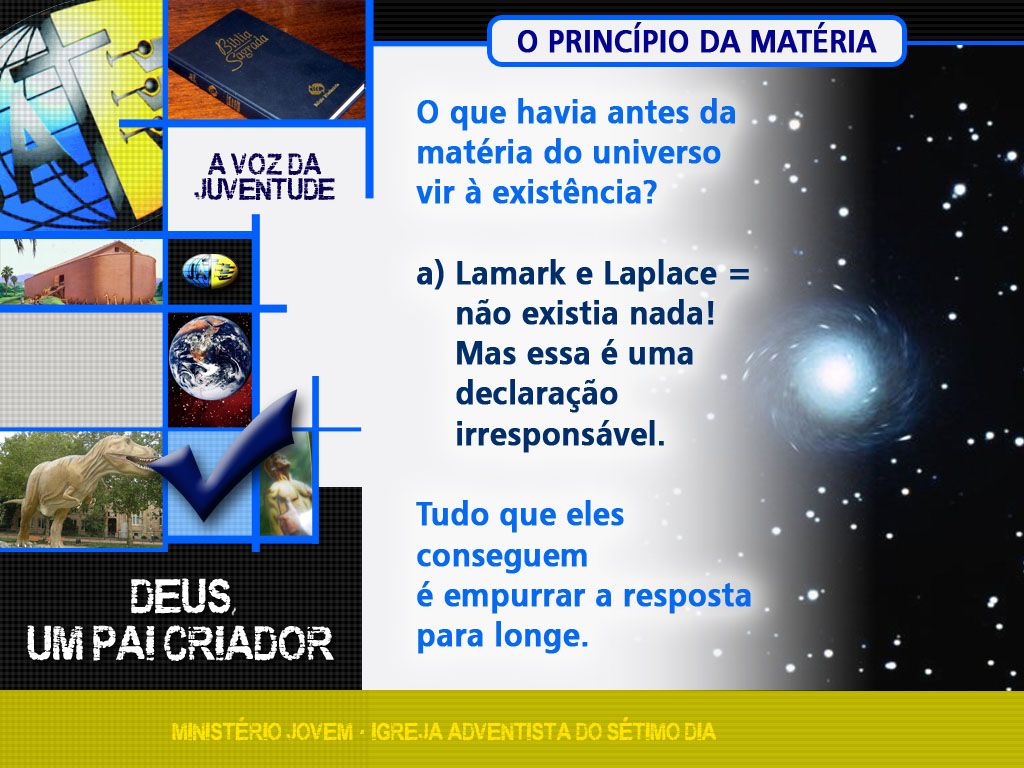 O PRINCÍPIO DA MATÉRIA
Bíblia
Sagrada
A VOZ DA
JUVENTUDE
O que havia antes da
matéria do universo
vir à existência?
a) Lamark e Laplace =
não existia nada!
Mas essa é uma
declaração
irresponsável.
Tudo que eles
conseguem
é empurrar a resposta
para longe.
DEUS,
UM PAI CRIADOR
MINISTÉRIO JOVEM - IGREJA ADVENTISTA DO SÉTIMO DIA